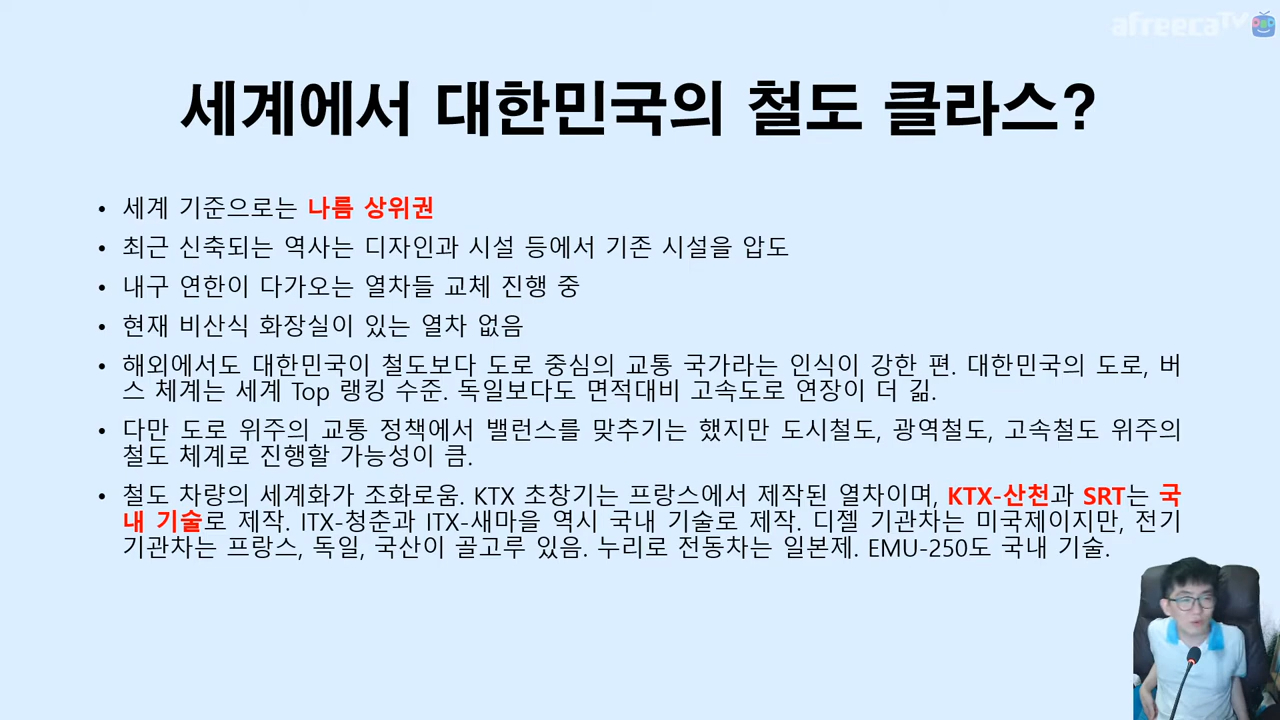 afreecaTV
세계에서 대한민국의 철도 클라스?
• 세계 기준으로는 나름 상위권
• 최근 신축되는 역사는 디자인과 시설 등에서 기존 시설을 압도
• 내구 연한이 다가오는 열차들 교체 진행 중
• 현재 비산식 화장실이 있는 열차 없음
• 해외에서도 대한민국이 철도보다 도로 중심의 교통 국가라는 인식이 강한 편. 대한민국의 도로, 버
스 체계는 세계 Top 랭킹 수준. 독일보다도 면적대비 고속도로 연장이 더 긺.
• 다만 도로 위주의 교통 정책에서 밸런스를 맞추기는 했지만 도시철도, 광역철도, 고속철도 위주의
철도 체계로 진행할 가능성이 큼.
• 철도 차량의 세계화가 조화로움. KTX 초창기는 프랑스에서 제작된 열차이며, KTX-산천과 SRT는 국
내 기술로 제작. ITX-청춘과 ITX-새마을 역시 국내 기술로 제작. 디젤 기관차는 미국제이지만, 전기
기관차는 프랑스, 독일, 국산이 골고루 있음. 누리로 전동차는 일본제. EMU-250도 국내 기술.